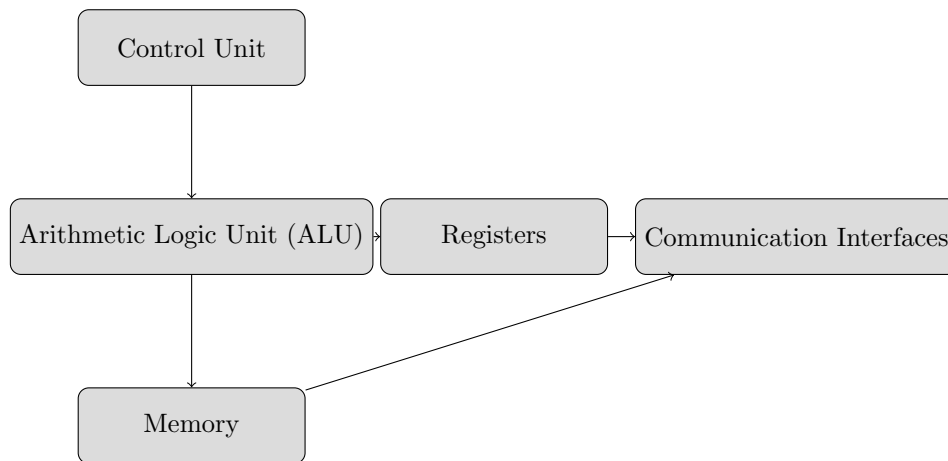 Control Unit
Arithmetic Logic Unit (ALU)
Registers
Communication Interfaces
Memory